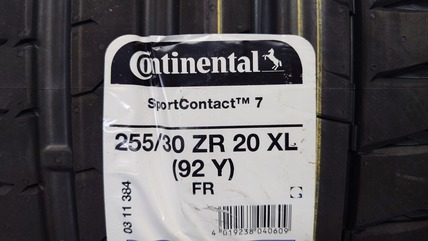 Continental
SportContact™ 7
255/30 ZR 20 XL
(92 Y)
FR
03 11 384
4 019238 040609